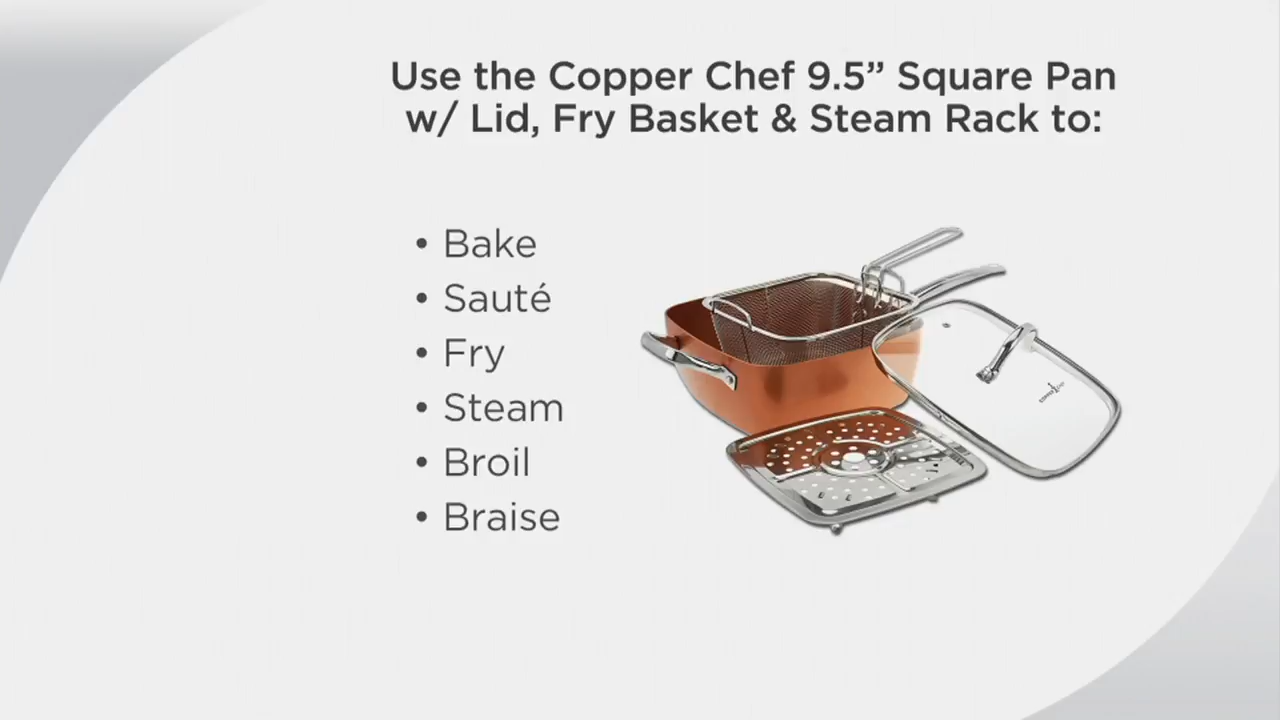 Use the Copper Chef 9.5” Square Pan
w/ Lid, Fry Basket & Steam Rack to:
• Bake
• Sauté
• Fry
• Steam
• Broil
• Braise